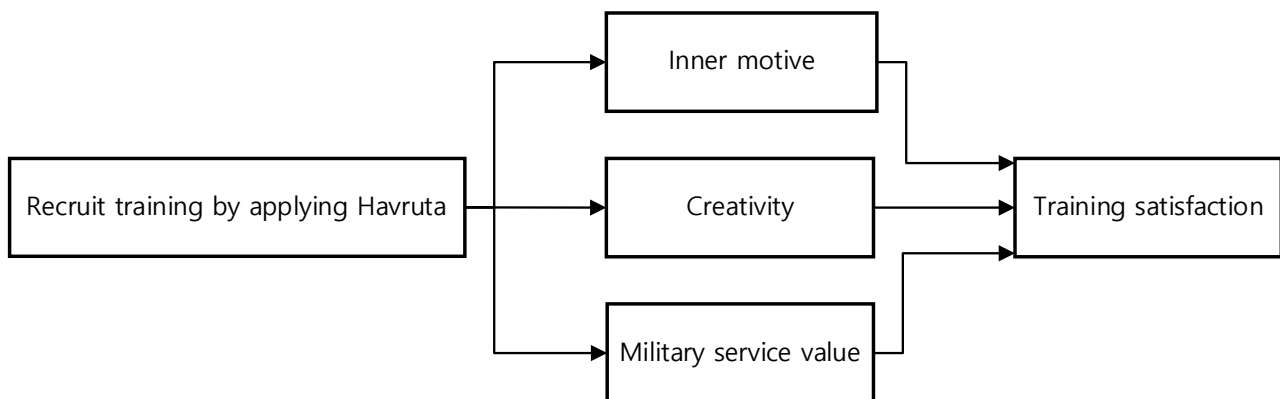 Inner motive
Recruit training by applying Havruta
Creativity
Training satisfaction
Military service value